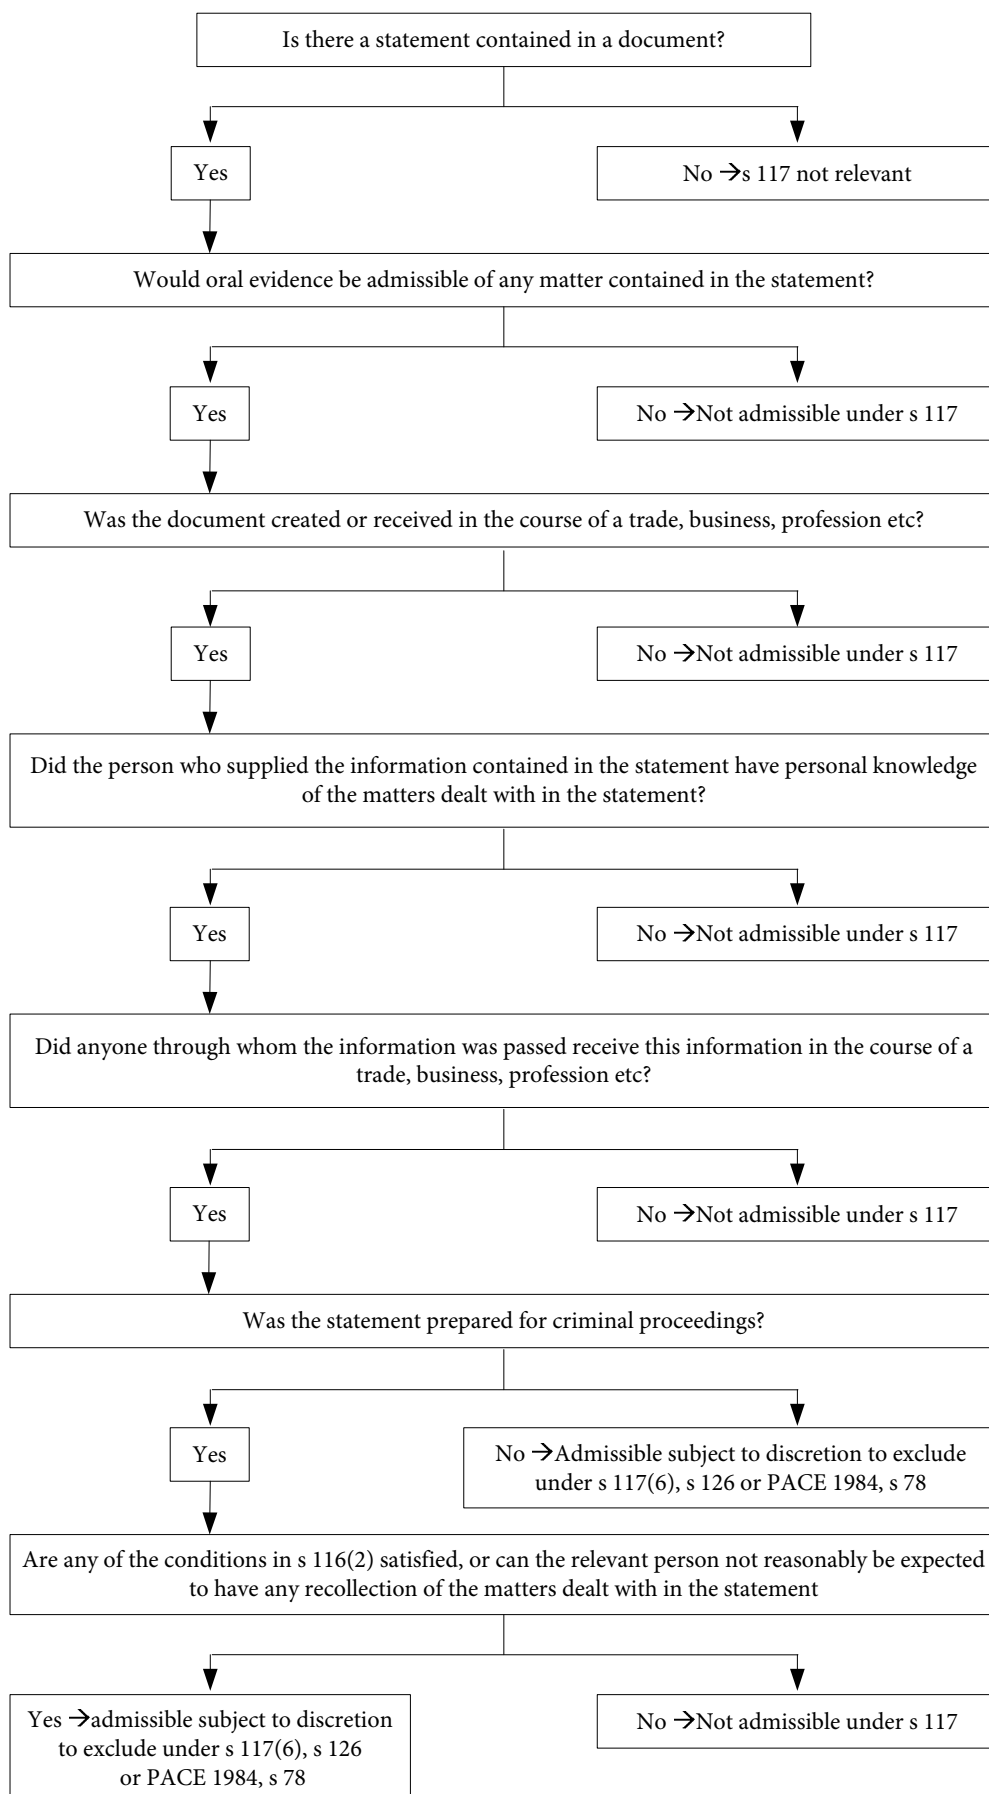 Is there a statement contained in a document?
Yes
No →s 117 not relevant
Would oral evidence be admissible of any matter contained in the statement?
Yes
No →Not admissible under s 117
Was the document created or received in the course of a trade, business, profession etc?
Yes
No →Not admissible under s 117
Did the person who supplied the information contained in the statement have personal knowledge
of the matters dealt with in the statement?
Yes
No →Not admissible under s 117
Did anyone through whom the information was passed receive this information in the course of a
trade, business, profession etc?
Yes
No →Not admissible under s 117
Was the statement prepared for criminal proceedings?
Yes
No →Admissible subject to discretion to exclude
under s 117(6), s 126 or PACE 1984, s 78
Are any of the conditions in s 116(2) satisfied, or can the relevant person not reasonably be expected
to have any recollection of the matters dealt with in the statement
Yes →admissible subject to discretion
to exclude under s 117(6), s 126
or PACE 1984, s 78
No →Not admissible under s 117